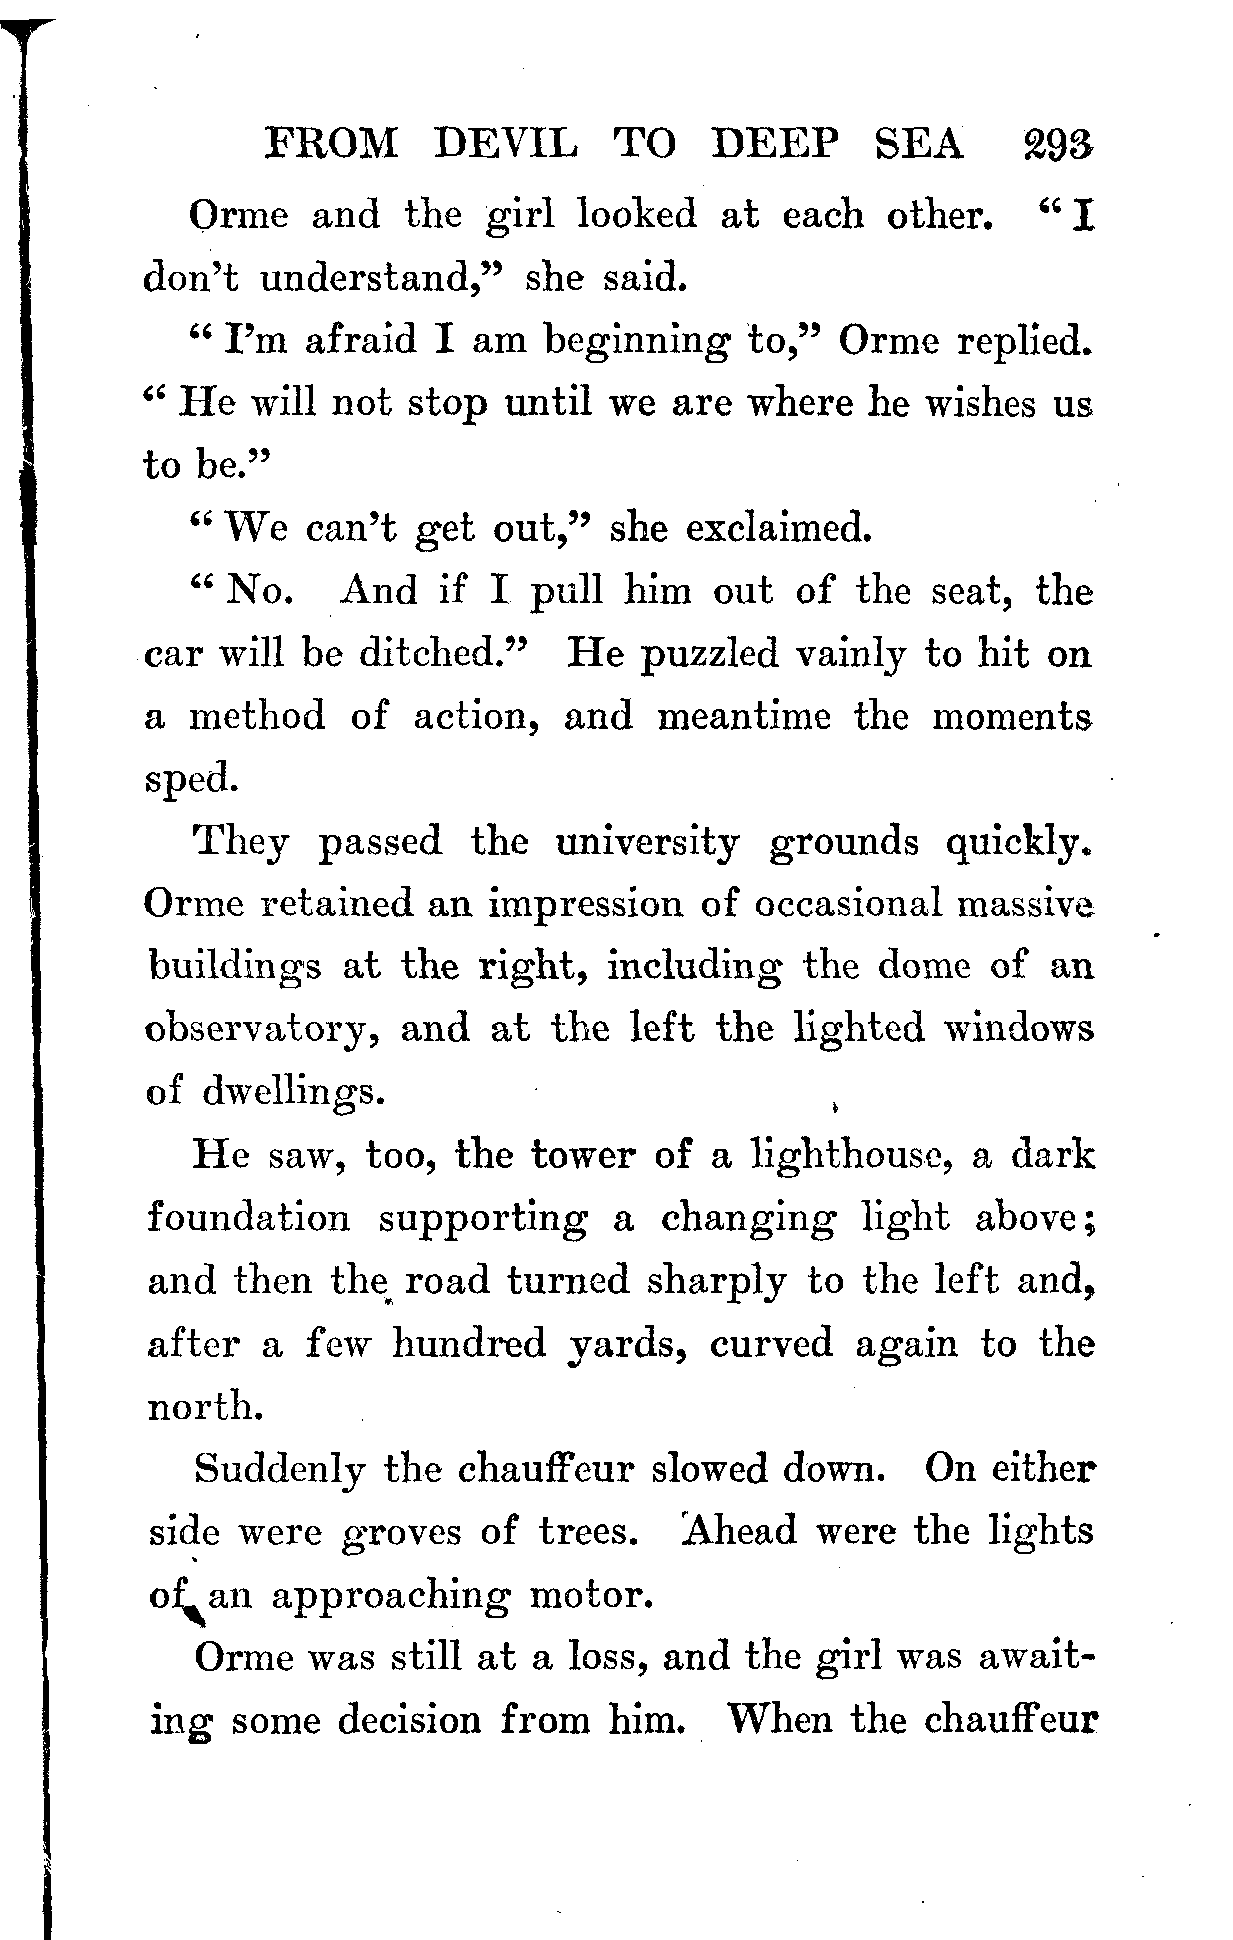 FROM DEVIL TO DEEP SEA 293
Orme and the girl looked at each other. “I
don’t understand,” she said.
“I’m afraid I am beginning to,” Orme replied.
“He will not stop until we are where he wishes us
to be.”
“We can’t get out,” she exclaimed.
“No. And if I pull him out of the seat, the
car will be ditched.” He puzzled vainly to hit on
a method of action, and meantime the moments
sped.
They passed the university grounds quickly.
Orme retained an impression of occasional massive
buildings at the right, including the dome of an
observatory, and at the left the lighted windows
of dwellings.
He saw, too, the tower of a lighthouse, a dark
foundation supporting a changing light above;
and then the road turned sharply to the left and,
after a few hundred yards, curved again to the
north.
Suddenly the chauffeur slowed down. On either
side were groves of trees. Ahead were the lights
of an approaching motor.
Orme was still at a loss, and the girl was await-
ing some decision from him. When the chauffeur